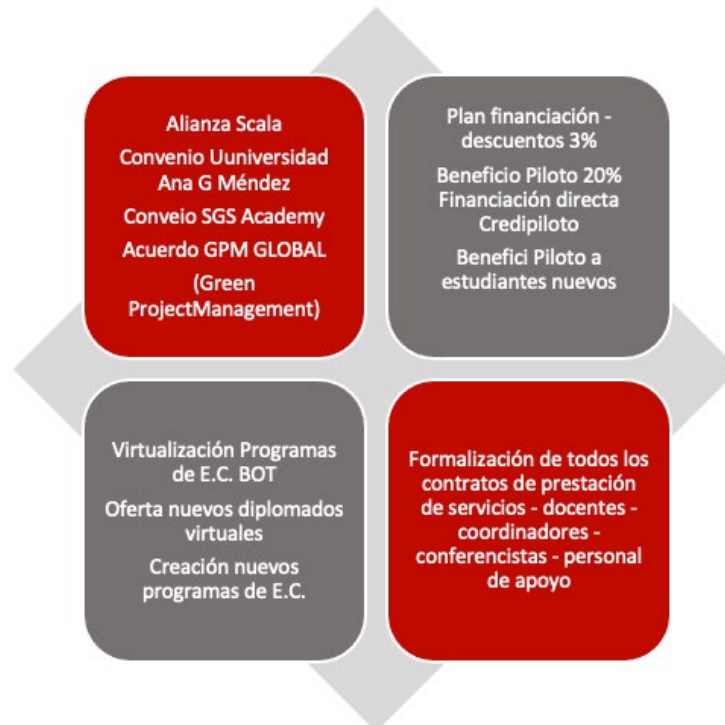 Alianza Scala
Convenio Uuniversidad
Ana G Méndez
Conveio SGS Academy
Acuerdo GPM GLOBAL
(Green
ProjectManagement)
Plan financiación -
descuentos 3%
Beneficio Piloto 20%
Financiación directa
Credipiloto
Benefici Piloto a
estudiantes nuevos
Virtualización Programas
de E.C. BOT
Oferta nuevos diplomados
virtuales
Creación nuevos
programas de E.C.
Formalización de todos los
contratos de prestación
de servicios - docentes -
coordinadores -
conferencistas - personal
de apoyo